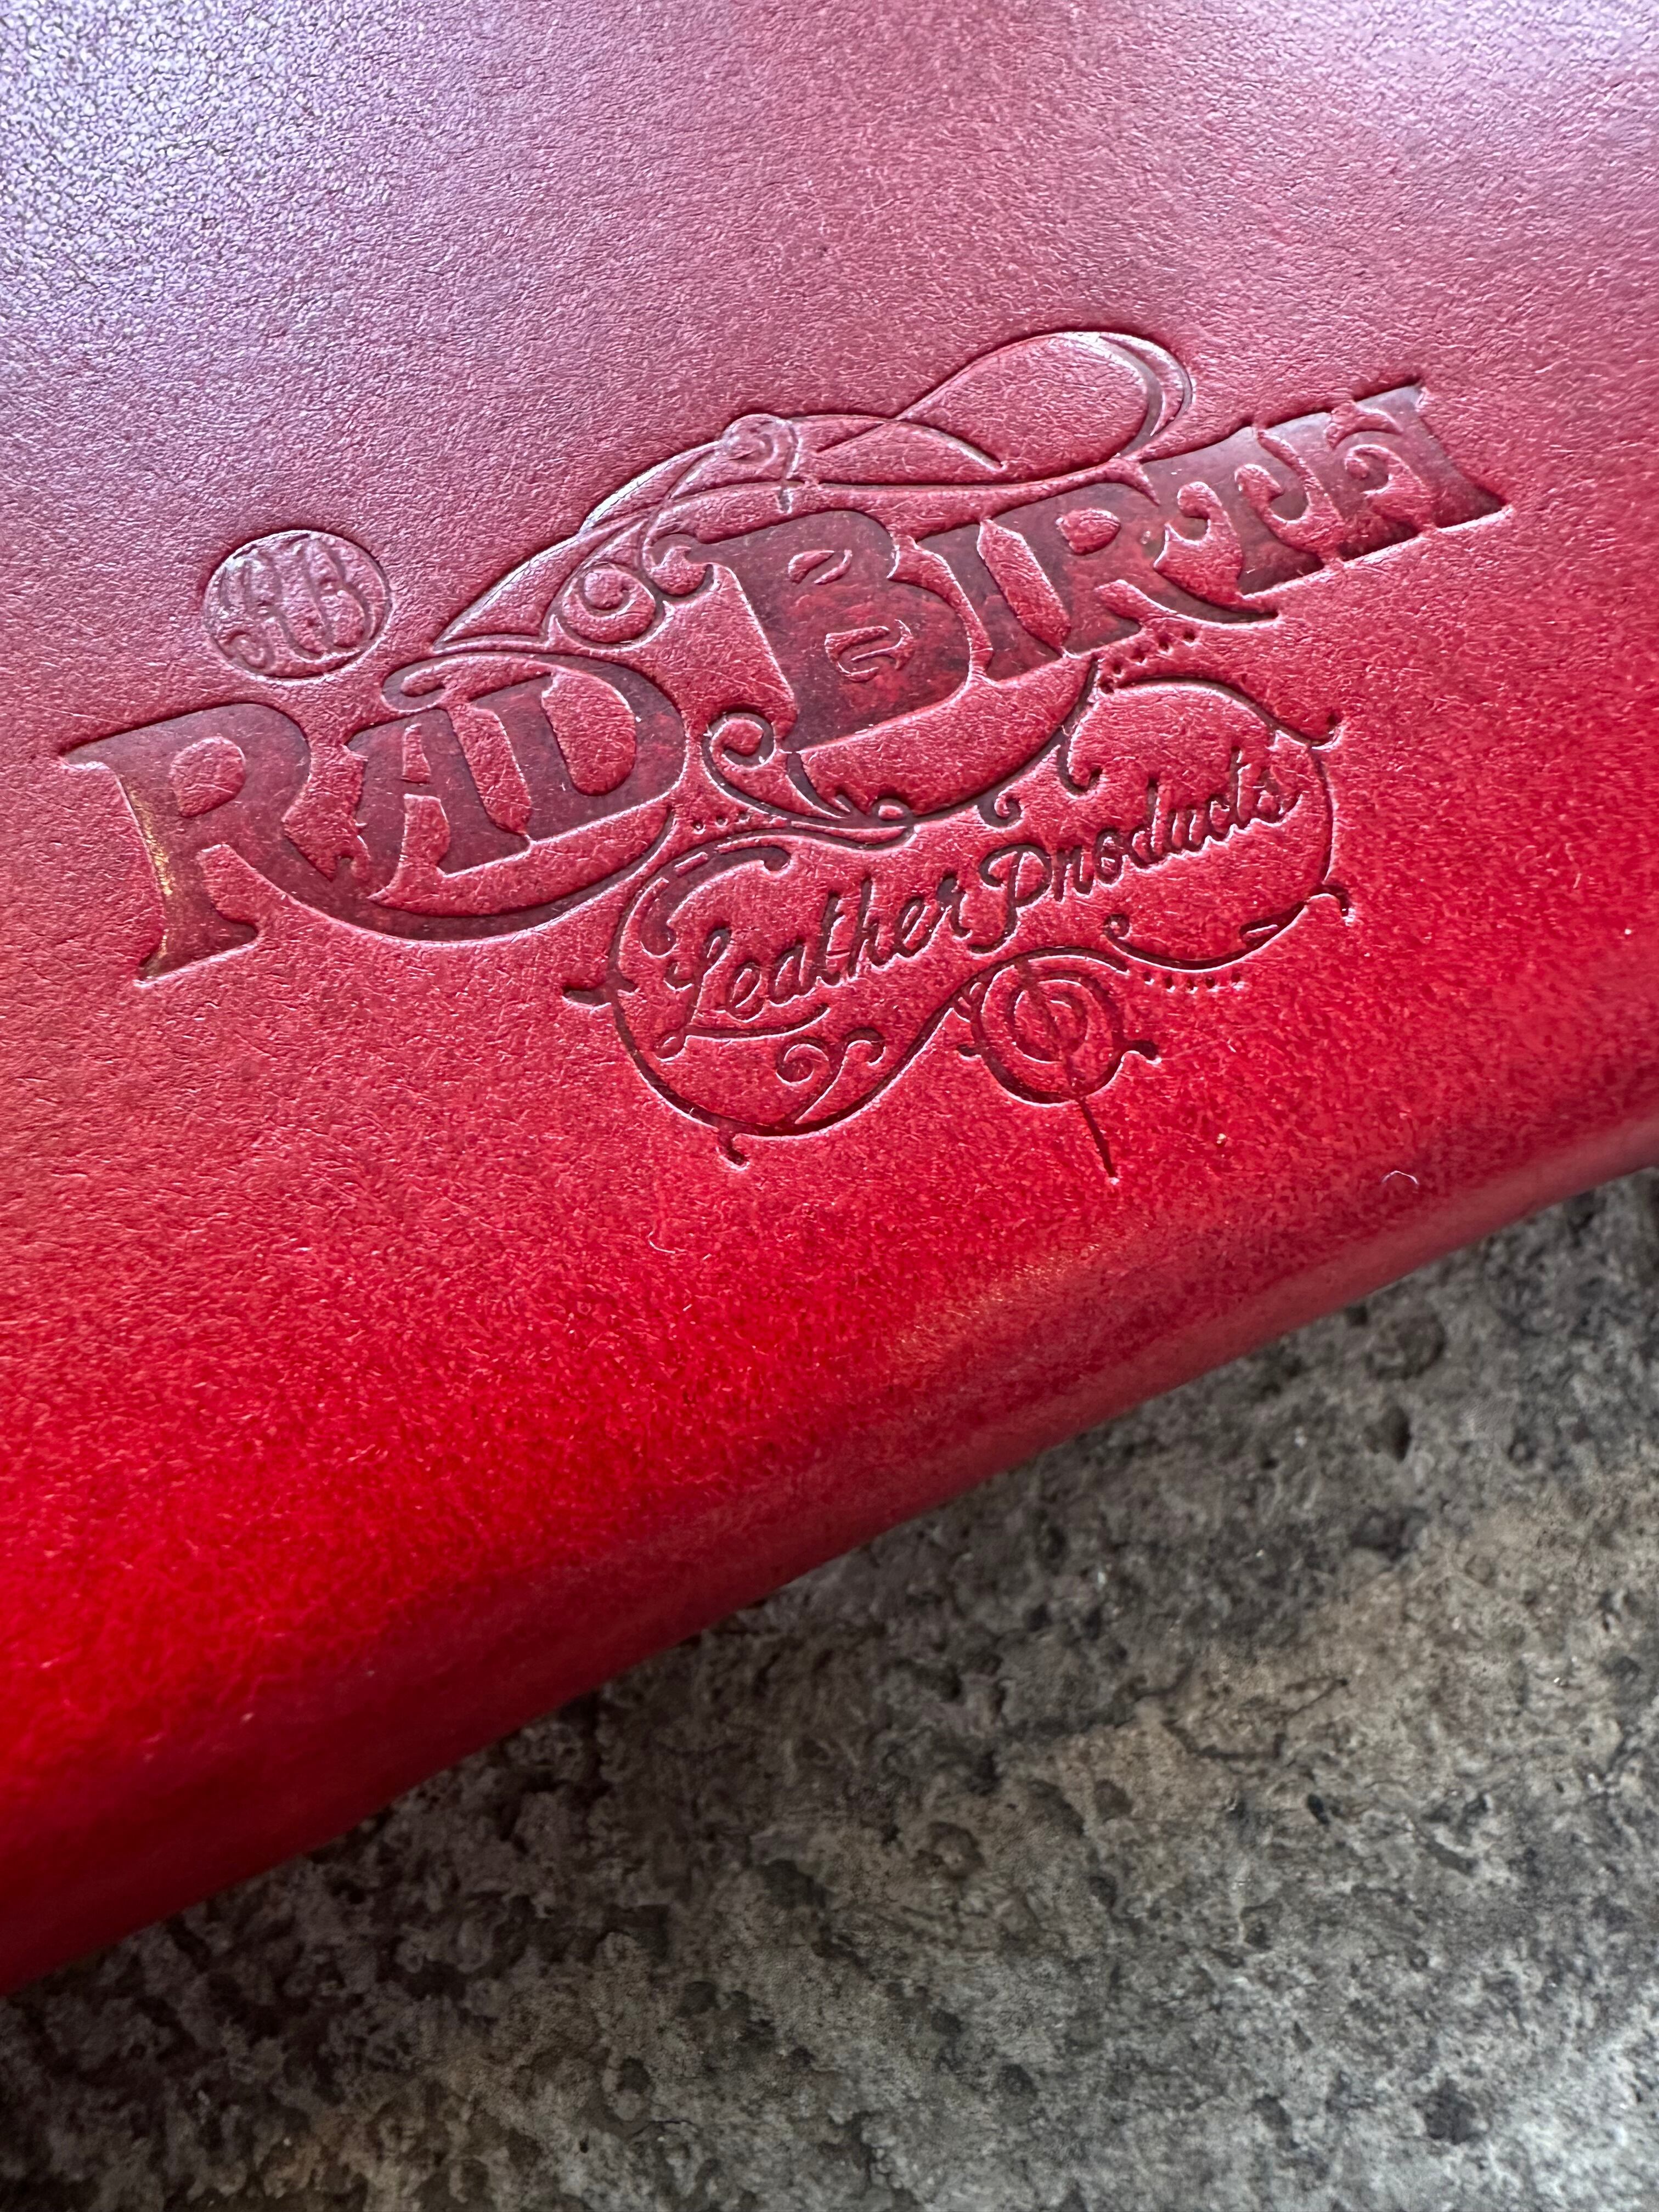 RB
RAD BIRTH
Leather Products